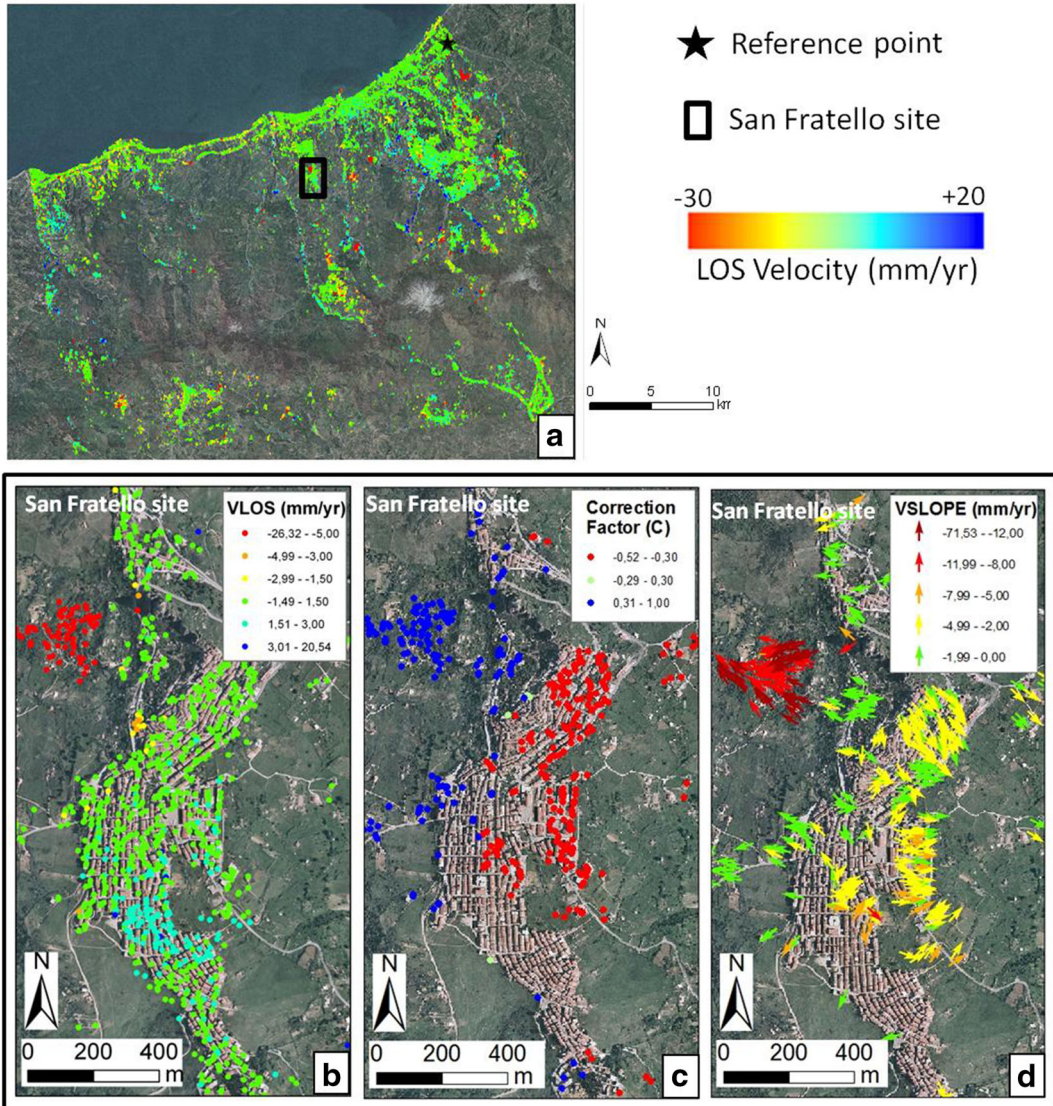 Reference point
San Fratello site
-30
+20
LOS Velocity (mm/yr)
N
0 5 10
km
a
San Fratello site
VLOS (mm/yr)
-26,32 - -5,00
-4,99 - -3,00
-2,99 - -1,50
-1,49 - 1,50
1,51 - 3,00
3,01 - 20,54
N
0 200 400
m
b
San Fratello site
Correction
Factor (C)
-0,52 - -0,30
-0,29 - 0,30
0,31 - 1,00
N
0 200 400
m
c
San Fratello site
VSLOPE (mm/yr)
-71,53 - -12,00
-11,99 - -8,00
-7,99 - -5,00
-4,99 - -2,00
-1,99 - 0,00
N
0 200 400
m
d